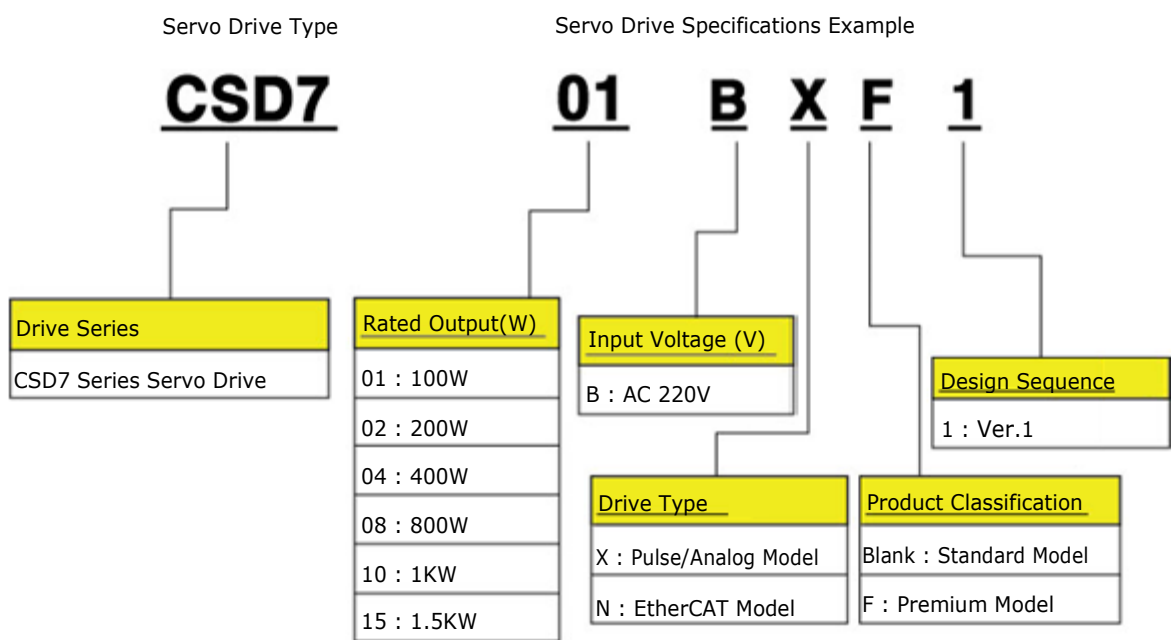 Servo Drive Type
Servo Drive Specifications Example
CSD7 01 B X F 1
Drive Series
CSD7 Series Servo Drive
Rated Output(W)
01 : 100W
02 : 200W
04 : 400W
08 : 800W
10 : 1KW
15 : 1.5KW
Input Voltage (V)
B : AC 220V
Drive Type
X : Pulse/Analog Model
N : EtherCAT Model
Product Classification
Blank : Standard Model
F : Premium Model
Design Sequence
1 : Ver.1